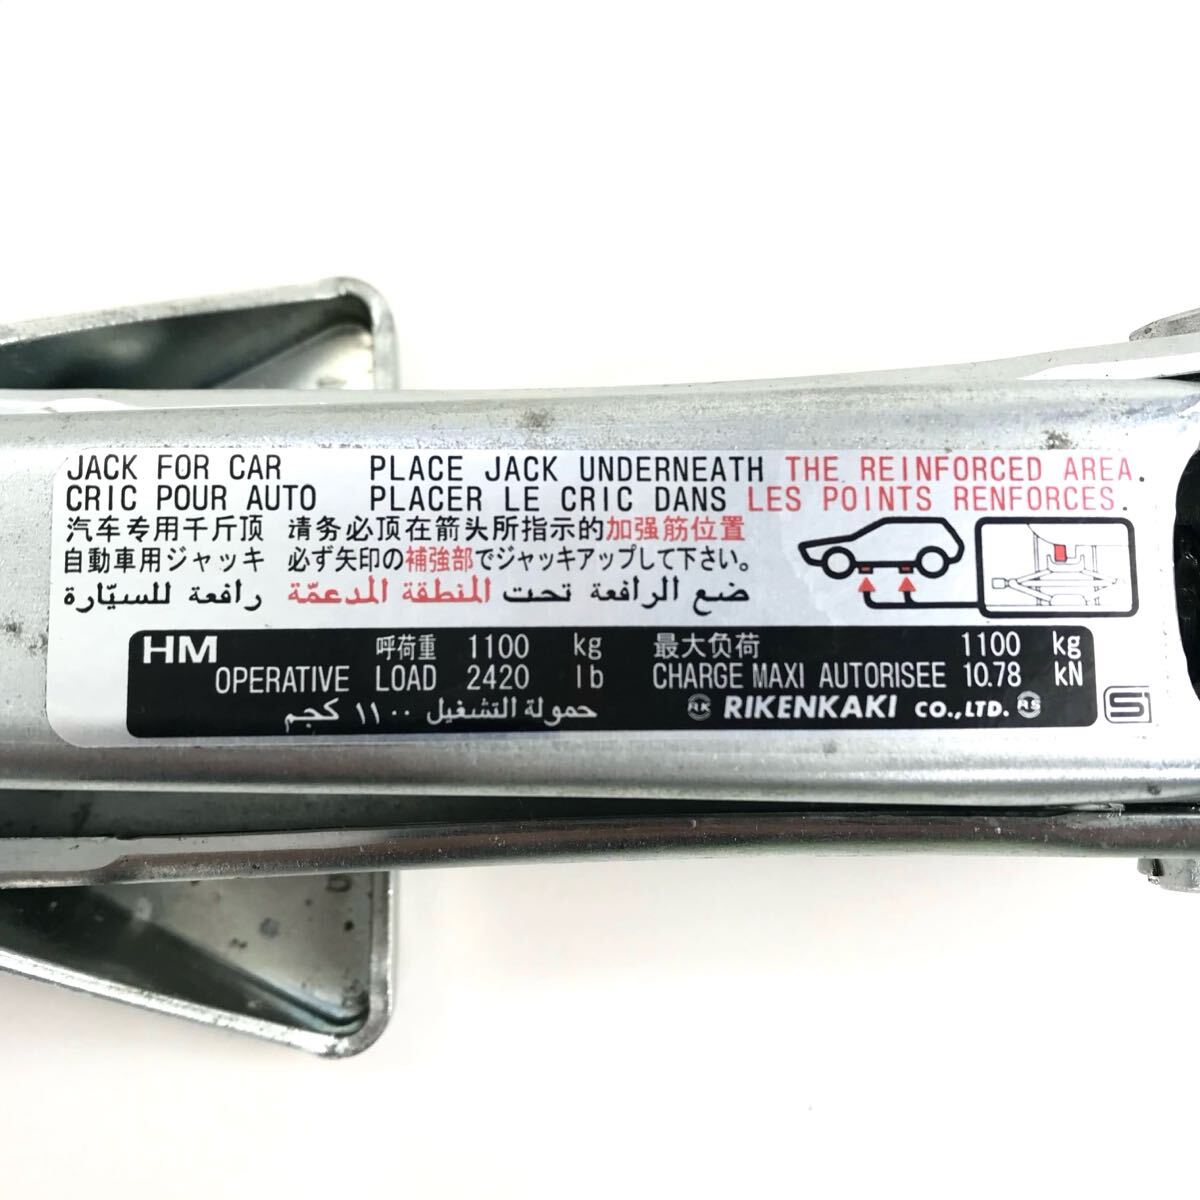 JACK FOR CAR PLACE JACK UNDERNEATH THE REINFORCED AREA.
CRIC POUR AUTO PLACER LE CRIC DANS LES POINTS RENFORCES.
汽车专用千斤顶 请务必顶在箭头所指示的加强筋位置
自動車用ジャッキ 必ず矢印の補強部でジャッキアップして下さい。
ضع الرافعة تحت المنطقة المدعمّة رافعة للسيّارة
HM 呼荷重 1100 kg 最大负荷 1100 kg
OPERATIVE LOAD 2420 lb CHARGE MAXI AUTORISEE 10.78 kN
حمولة التشغيل ١١٠٠ كجم RK RIKENKAKI CO.,LTD. RS